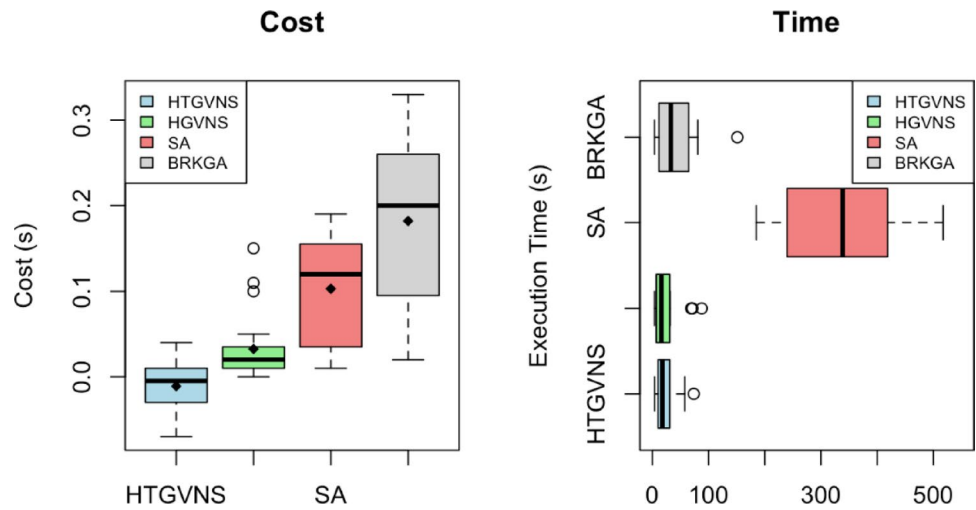 Cost
Cost (s)
0.3
0.2
0.1
0.0
HTGVNS
HGVNS
SA
BRKGA
HTGVNS
SA
Time
Execution Time (s)
BRKGA
SA
HTGVNS
HTGVNS
HGVNS
SA
BRKGA
0
100
300
500